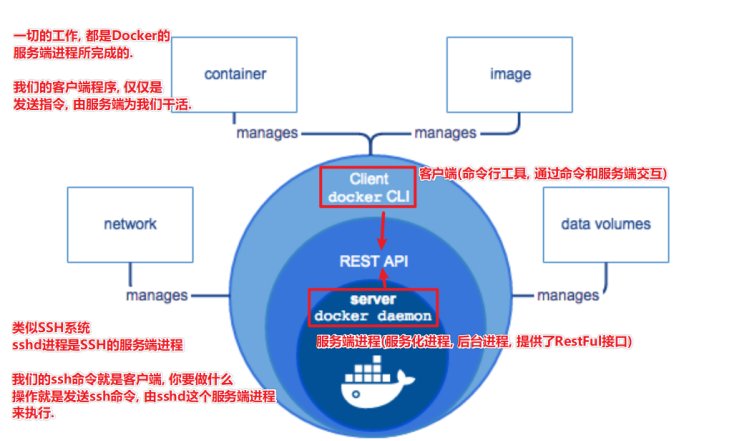 一切的工作, 都是Docker的
服务端进程所完成的.
我们的客户端程序, 仅仅是
发送指令, 由服务端为我们干活.
container
image
manages
manages
Client
docker CLI
客户端(命令行工具, 通过命令和服务端交互)
network
data volumes
REST API
manages
manages
server
docker daemon
服务端进程(服务化进程, 后台进程, 提供了RestFul接口)
类似SSH系统
sshd进程是SSH的服务端进程
我们的ssh命令就是客户端, 你要做什么
操作就是发送ssh命令, 由sshd这个服务端进程
来执行.